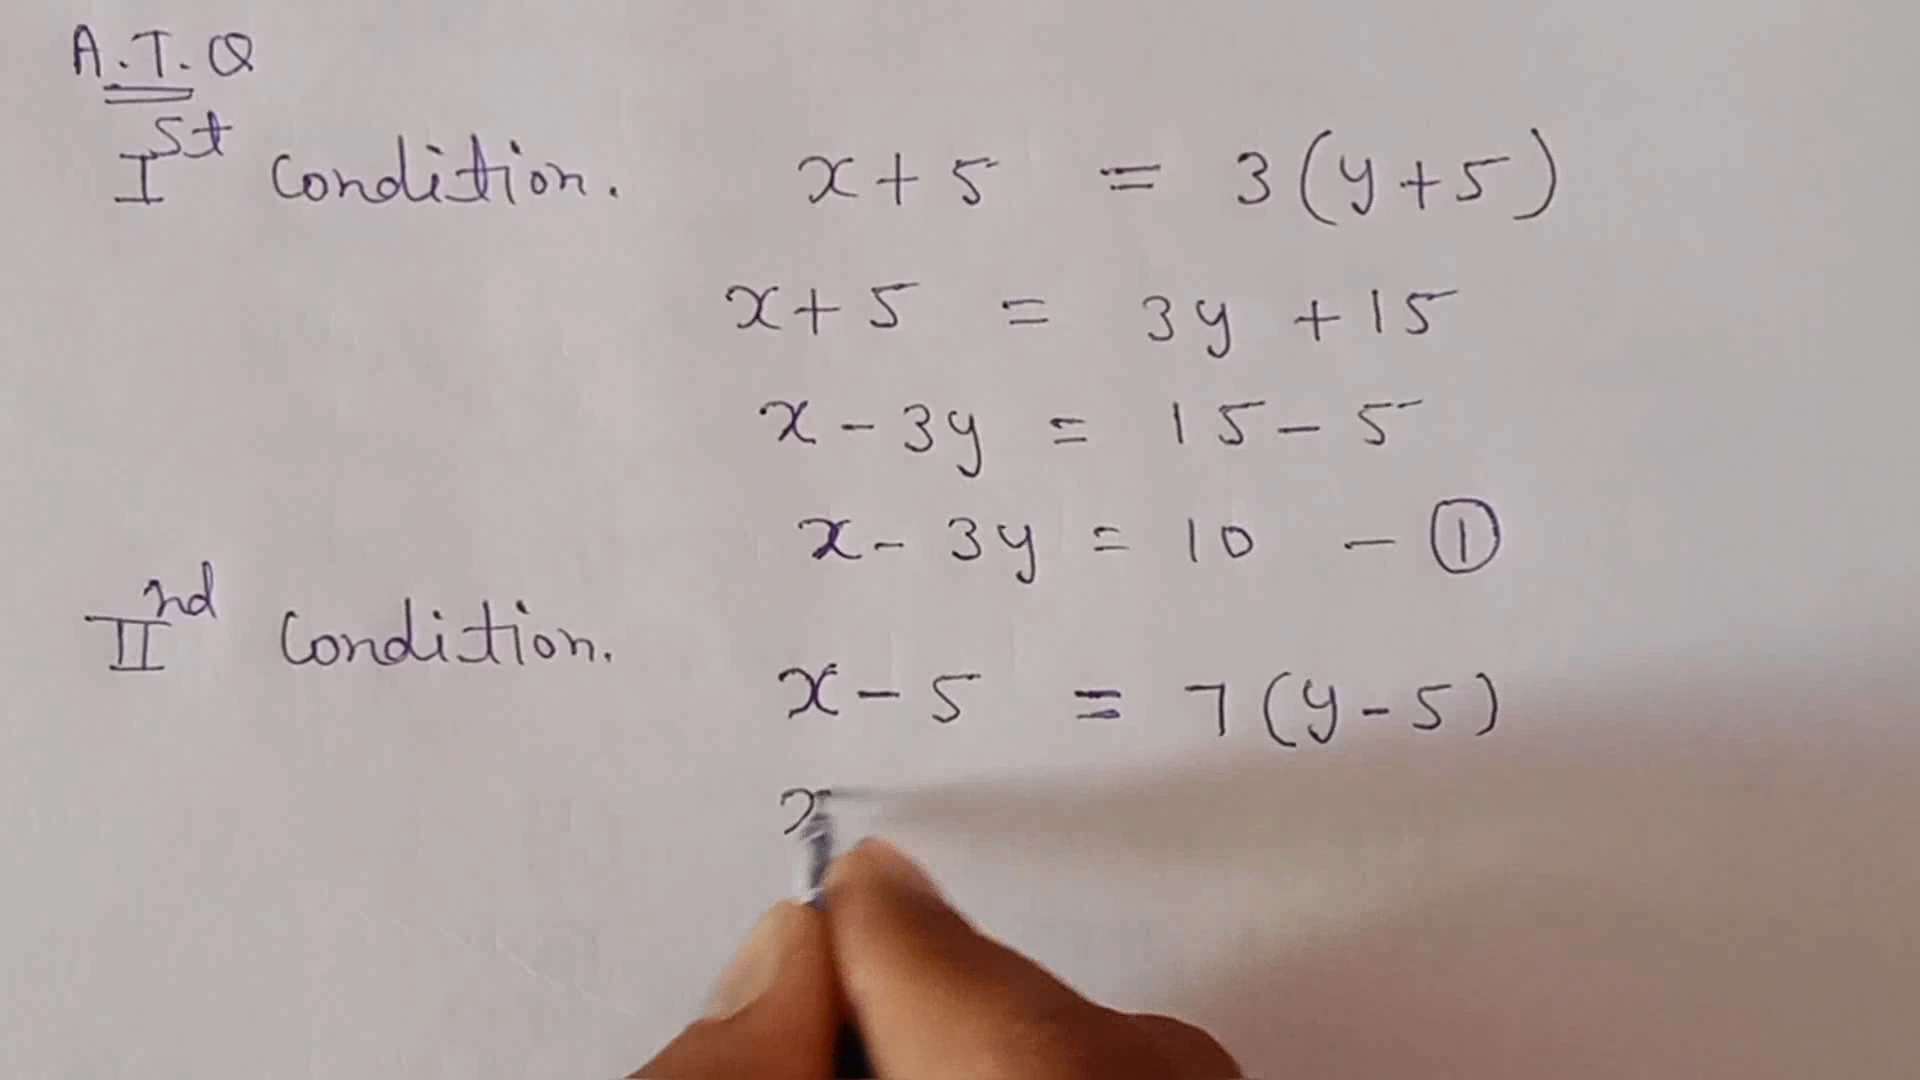 A.T.Q
Ist Condition. x + 5 = 3(y+5)
x + 5 = 3y + 15
x - 3y = 15 - 5
x - 3y = 10 - ①
IInd Condition.
x - 5 = 7(y-5)
x